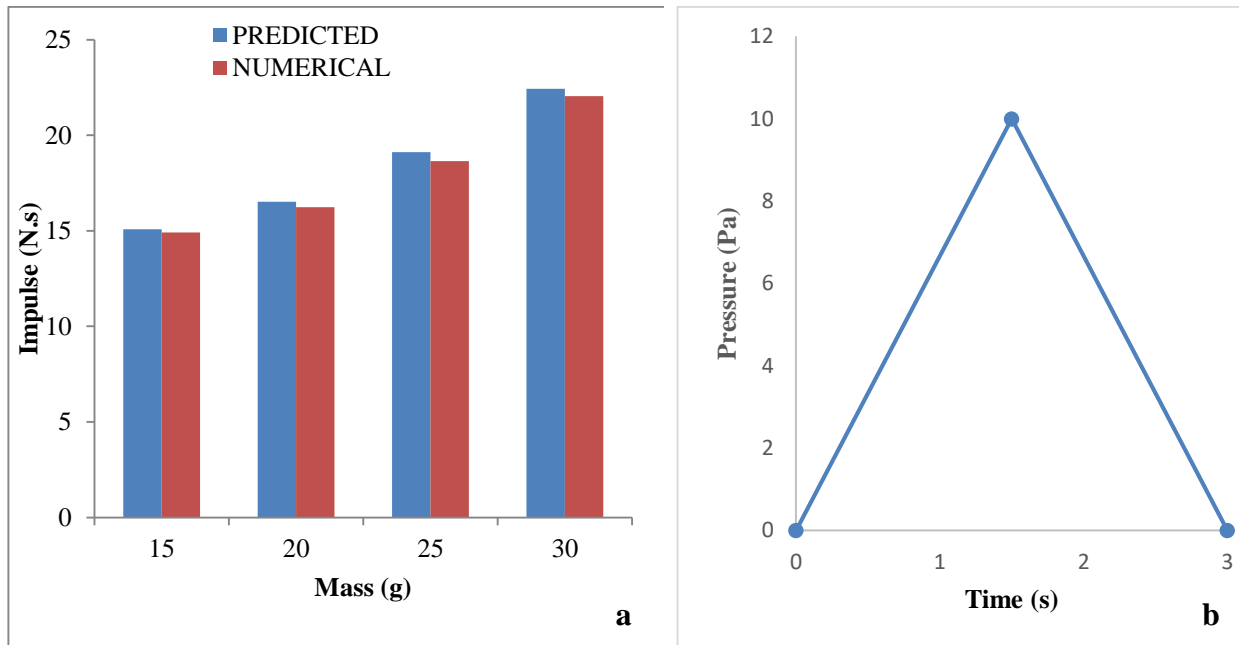 PREDICTED
NUMERICAL
25
20
15
10
5
0
Impulse (N.s)
15 20 25 30
Mass (g)
a
12
10
8
6
4
2
0
Pressure (Pa)
0 1 2 3
Time (s)
b